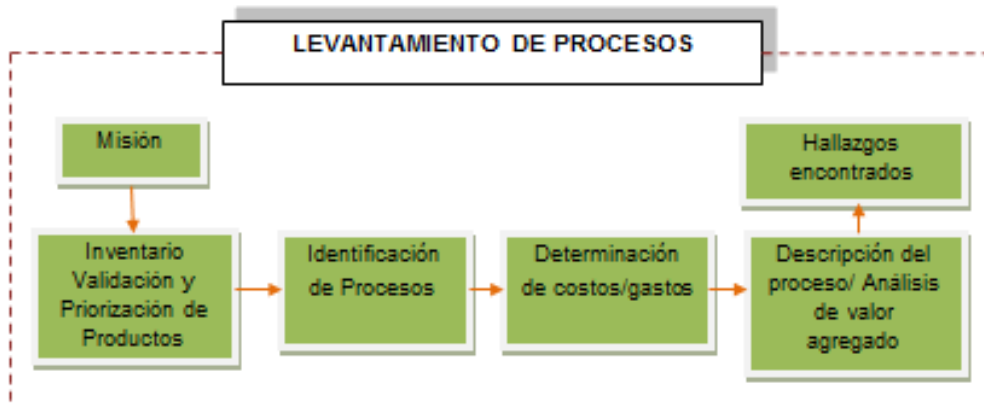 LEVANTAMIENTO DE PROCESOS
Misión
Inventario
Validación y
Priorización de
Productos
Identificación
de Procesos
Determinación
de costos/gastos
Descripción del
proceso/ Análisis
de valor
agregado
Hallazgos
encontrados